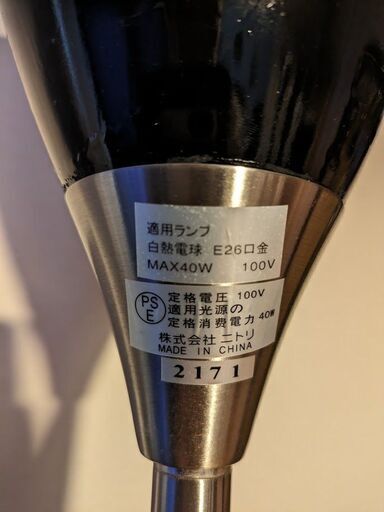 適用ランプ
白熱電球 E26口金
MAX40W 100V
PSE 定格電圧 100V
適用光源の
定格消費電力 40W
株式会社 ニトリ
MADE IN CHINA
2171